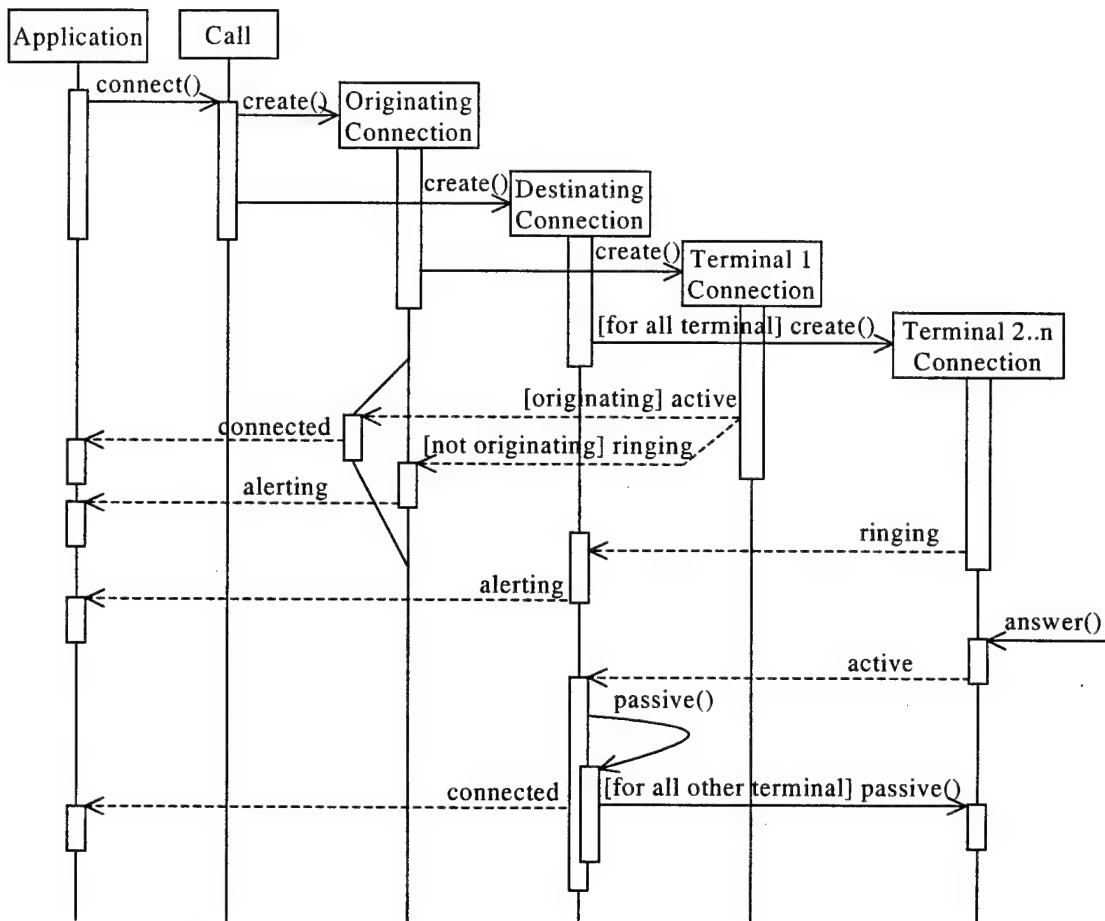 Application
Call
connect()
create()
Originating
Connection
create()
Destinating
Connection
create()
Terminal 1
Connection
[for all terminal] create()
Terminal 2..n
Connection
[originating] active
connected
[not originating] ringing
alerting
ringing
alerting
answer()
active
passive()
connected
[for all other terminal] passive()